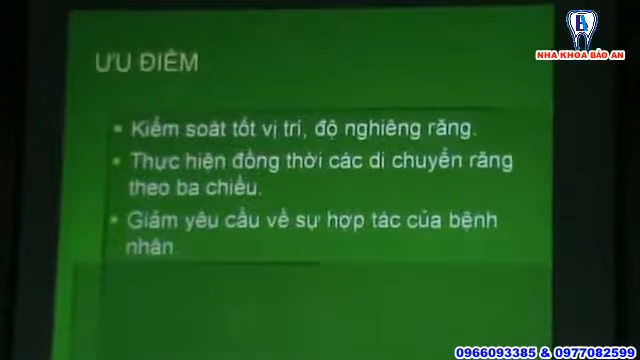 NHA KHOA BẢO AN
ƯU ĐIỂM
Kiểm soát tốt vị trí, độ nghiêng răng.
Thực hiện đồng thời các di chuyển răng
theo ba chiều.
Giảm yêu cầu về sự hợp tác của bệnh
nhân.
0966093385 & 0977082599